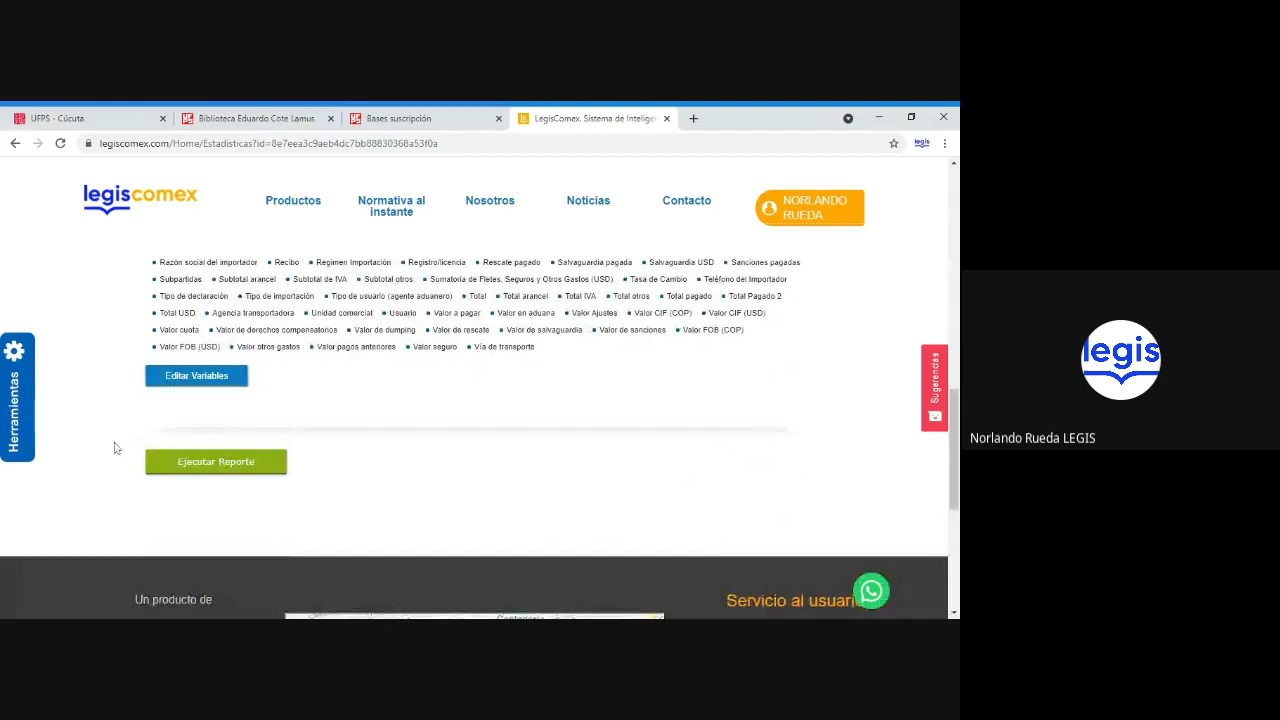 UFPS - Cúcuta
Biblioteca Eduardo Cote Lamus
Bases suscripción
LegisComex. Sistema de Intelige
legiscomex.com/Home/Estadisticas?id=8e7eea3c9aeb4dc7bb88830368a53f0a
legis
legiscomex
Productos
Normativa al
instante
Nosotros
Noticias
Contacto
NORLANDO
RUEDA
Razón social del importador Recibo Régimen Importación Registro/licencia Rescate pagado Salvaguardia pagada Salvaguardia USD Sanciones pagadas
Subpartidas Subtotal arancel Subtotal de IVA Subtotal otros Sumatoria de Fletes, Seguros y Otros Gastos (USD) Tasa de Cambio Teléfono del Importador
Tipo de declaración Tipo de importación Tipo de usuario (agente aduanero) Total Total arancel Total IVA Total otros Total pagado Total Pagado 2
Total USD Agencia transportadora Unidad comercial Usuario Valor a pagar Valor en aduana Valor Ajustes Valor CIF (COP) Valor CIF (USD)
Valor cuota Valor de derechos compensatorios Valor de dumping Valor de rescate Valor de salvaguardia Valor de sanciones Valor FOB (COP)
Valor FOB (USD) Valor otros gastos Valor pagos anteriores Valor seguro Vía de transporte
Editar Variables
Ejecutar Reporte
Herramientas
Sugerencias
Un producto de
Servicio al usuario
legis
Norlando Rueda LEGIS